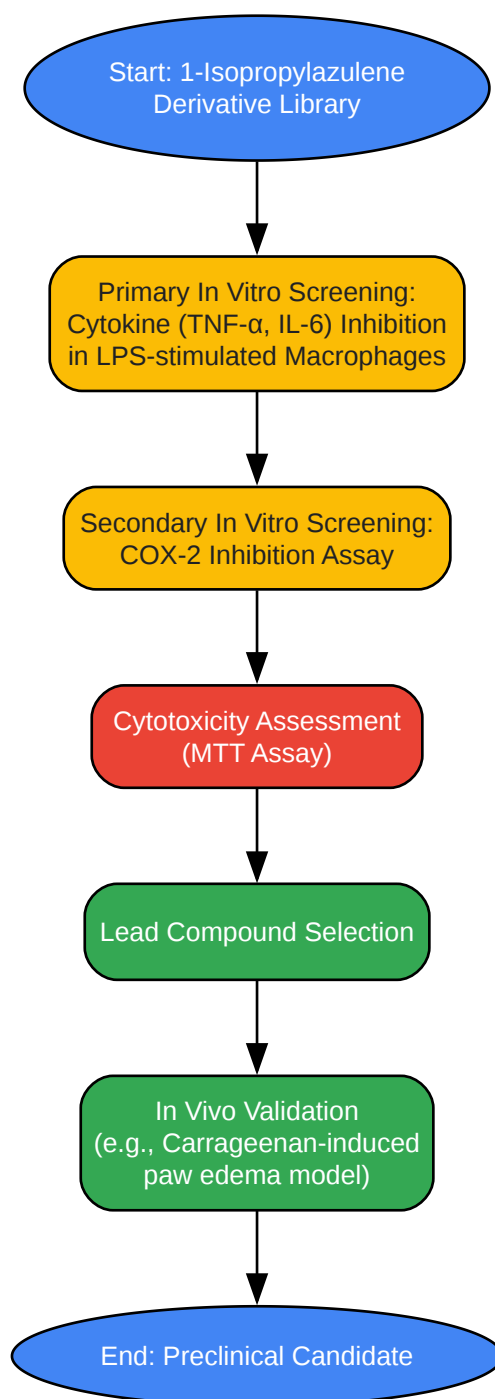 Start: 1-Isopropylazulene
Derivative Library
Primary In Vitro Screening:
Cytokine (TNF-α, IL-6) Inhibition
in LPS-stimulated Macrophages
Secondary In Vitro Screening:
COX-2 Inhibition Assay
Cytotoxicity Assessment
(MTT Assay)
Lead Compound Selection
In Vivo Validation
(e.g., Carrageenan-induced
paw edema model)
End: Preclinical Candidate